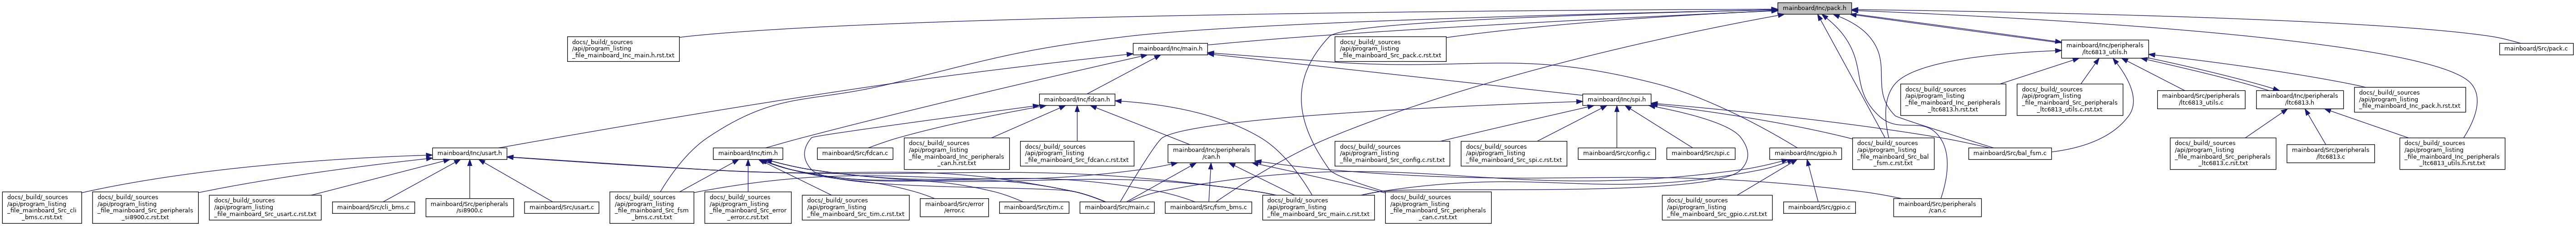 mainboard/Inc/pack.h
docs/_build/_sources
/api/program_listing
_file_mainboard_Inc_main.h.rst.txt
mainboard/Inc/main.h
docs/_build/_sources
/api/program_listing
_file_mainboard_Src_pack.c.rst.txt
mainboard/Inc/peripherals
/ltc6813_utils.h
mainboard/Src/pack.c
mainboard/Inc/fdcan.h
mainboard/Inc/spi.h
docs/_build/_sources
/api/program_listing
_file_mainboard_Inc_peripherals
_ltc6813.h.rst.txt
docs/_build/_sources
/api/program_listing
_file_mainboard_Src_peripherals
_ltc6813_utils.c.rst.txt
mainboard/Src/peripherals
/ltc6813_utils.c
mainboard/Inc/peripherals
/ltc6813.h
docs/_build/_sources
/api/program_listing
_file_mainboard_Inc_pack.h.rst.txt
mainboard/Inc/usart.h
mainboard/Inc/tim.h
mainboard/Src/fdcan.c
docs/_build/_sources
/api/program_listing
_file_mainboard_Inc_peripherals
_can.h.rst.txt
docs/_build/_sources
/api/program_listing
_file_mainboard_Src_fdcan.c.rst.txt
mainboard/Inc/peripherals
/can.h
docs/_build/_sources
/api/program_listing
_file_mainboard_Src_config.c.rst.txt
docs/_build/_sources
/api/program_listing
_file_mainboard_Src_spi.c.rst.txt
mainboard/Src/config.c
mainboard/Src/spi.c
mainboard/Inc/gpio.h
docs/_build/_sources
/api/program_listing
_file_mainboard_Src_bal
_fsm.c.rst.txt
mainboard/Src/bal_fsm.c
docs/_build/_sources
/api/program_listing
_file_mainboard_Src_peripherals
_ltc6813.c.rst.txt
mainboard/Src/peripherals
/ltc6813.c
docs/_build/_sources
/api/program_listing
_file_mainboard_Inc_peripherals
_ltc6813_utils.h.rst.txt
docs/_build/_sources
/api/program_listing
_file_mainboard_Src_cli
_bms.c.rst.txt
docs/_build/_sources
/api/program_listing
_file_mainboard_Src_peripherals
_si8900.c.rst.txt
docs/_build/_sources
/api/program_listing
_file_mainboard_Src_usart.c.rst.txt
mainboard/Src/cli_bms.c
mainboard/Src/peripherals
/si8900.c
mainboard/Src/usart.c
docs/_build/_sources
/api/program_listing
_file_mainboard_Src_fsm
_bms.c.rst.txt
docs/_build/_sources
/api/program_listing
_file_mainboard_Src_error
_error.c.rst.txt
docs/_build/_sources
/api/program_listing
_file_mainboard_Src_tim.c.rst.txt
mainboard/Src/error
/error.c
mainboard/Src/tim.c
mainboard/Src/main.c
mainboard/Src/fsm_bms.c
docs/_build/_sources
/api/program_listing
_file_mainboard_Src_main.c.rst.txt
docs/_build/_sources
/api/program_listing
_file_mainboard_Src_peripherals
_can.c.rst.txt
docs/_build/_sources
/api/program_listing
_file_mainboard_Src_gpio.c.rst.txt
mainboard/Src/gpio.c
mainboard/Src/peripherals
/can.c